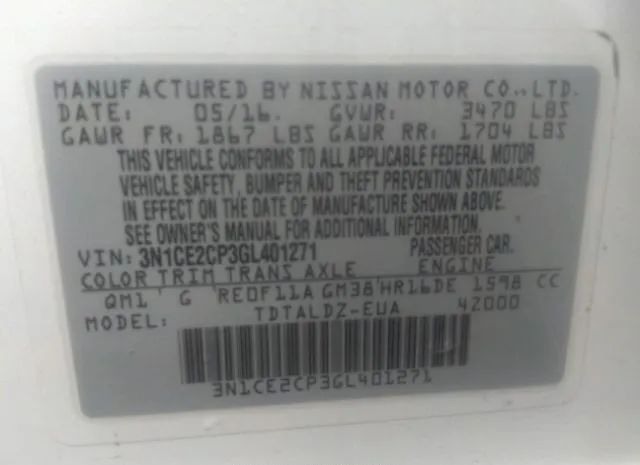 MANUFACTURED BY NISSAN MOTOR CO., LTD.
DATE: 05/16. GVWR: 3470 LBS
GAWR FR: 1867 LBS GAWR RR: 1704 LBS
THIS VEHICLE CONFORMS TO ALL APPLICABLE FEDERAL MOTOR
VEHICLE SAFETY, BUMPER AND THEFT PREVENTION STANDARDS
IN EFFECT ON THE DATE OF MANUFACTURE SHOWN ABOVE.
SEE OWNER'S MANUAL FOR ADDITIONAL INFORMATION.
VIN: 3N1CE2CP3GL401271 PASSENGER CAR.
COLOR TRIM TRANS AXLE ENGINE
QM1 G RE0F11A GM38 HR16DE 1598 CC
MODEL: TDTALDZ-EUA 42000
3N1CE2CP3GL401271